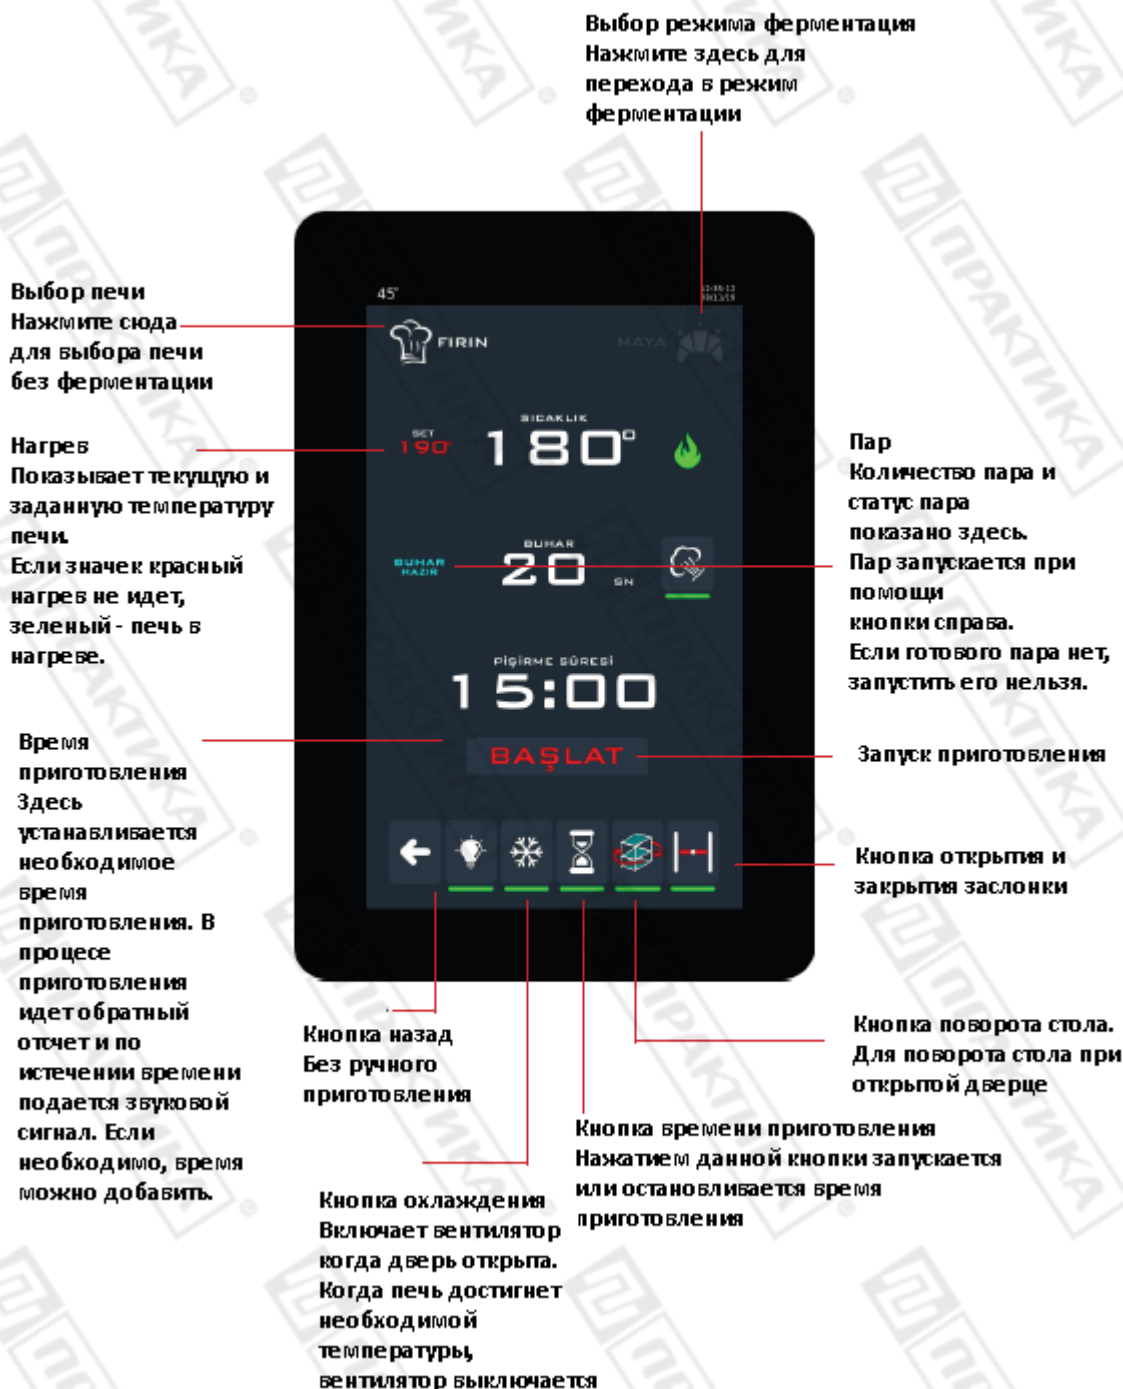 Выбор режима ферментация
Нажмите здесь для
перехода в режим
ферментации
Выбор печи
Нажмите сюда
для выбора печи
без ферментации
Нагрев
Показывает текущую и
заданную температуру
печи.
Если значек красный
нагрев не идет,
зеленый - печь в
нагреве.
Время
приготовления
Здесь
устанавливается
необходимое
время
приготовления. В
процесе
приготовления
идет обратный
отсчет и по
истечении времени
подается звуковой
сигнал. Если
необходимо, время
можно добавить.
45°
FIRIN
MAYA
SICAKLIK
SET
190°
180°
BUHAR
BUHAR
HAZIR
20
SN
PİŞİRME SÜRESİ
15:00
BAŞLAT
Пар
Количество пара и
статус пара
показано здесь.
Пар запускается при
помощи
кнопки справа.
Если готового пара нет,
запустить его нельзя.
Запуск приготовления
Кнопка открытия и
закрытия заслонки
Кнопка поворота стола.
Для поворота стола при
открытой дверце
Кнопка назад
Без ручного
приготовления
Кнопка времени приготовления
Нажатием данной кнопки запускается
или остановливается время
приготовления
Кнопка охлаждения
Включает вентилятор
когда дверь открыта.
Когда печь достигнет
необходимой
температуры,
вентилятор выключается
ПРАКТИКА